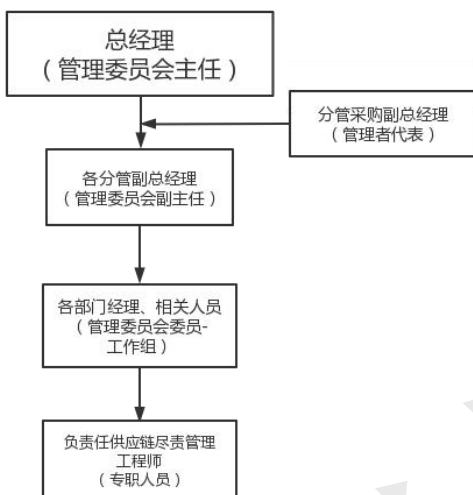 总经理
（管理委员会主任）
分管采购副总经理
（管理者代表）
各分管副总经理
（管理委员会副主任）
各部门经理、相关人员
（管理委员会委员-
工作组）
负责任供应链尽责管理
工程师
（专职人员）